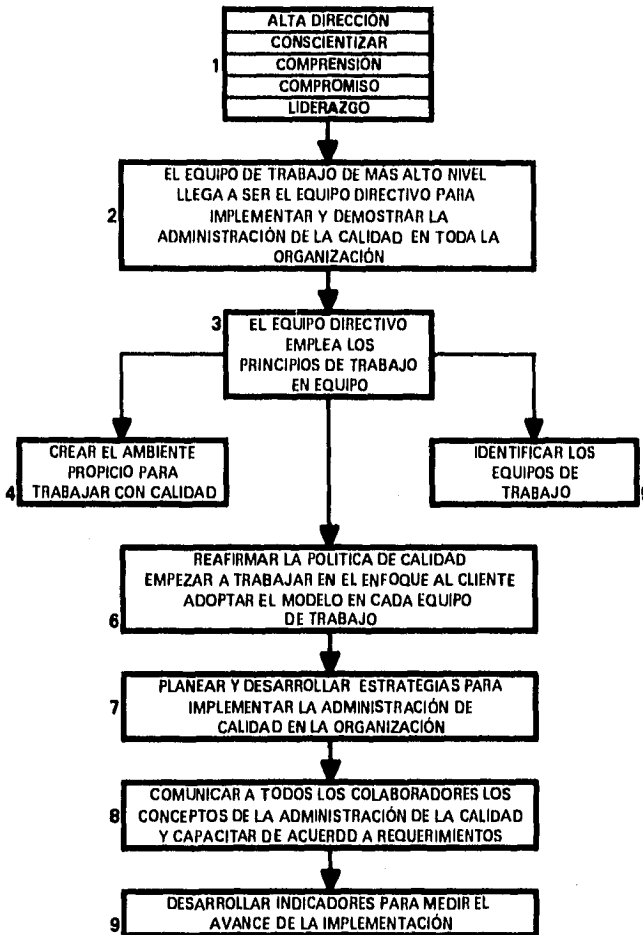 ALTA DIRECCIÓN
CONSCIENTIZAR
1 COMPRENSIÓN
COMPROMISO
LIDERAZGO
EL EQUIPO DE TRABAJO DE MÁS ALTO NIVEL
LLEGA A SER EL EQUIPO DIRECTIVO PARA
2 IMPLEMENTAR Y DEMOSTRAR LA
ADMINISTRACIÓN DE LA CALIDAD EN TODA LA
ORGANIZACIÓN
3 EL EQUIPO DIRECTIVO
EMPLEA LOS
PRINCIPIOS DE TRABAJO
EN EQUIPO
CREAR EL AMBIENTE
PROPICIO PARA
4 TRABAJAR CON CALIDAD
IDENTIFICAR LOS
EQUIPOS DE
TRABAJO
REAFIRMAR LA POLITICA DE CALIDAD
EMPEZAR A TRABAJAR EN EL ENFOQUE AL CLIENTE
ADOPTAR EL MODELO EN CADA EQUIPO
6 DE TRABAJO
PLANEAR Y DESARROLLAR ESTRATEGIAS PARA
7 IMPLEMENTAR LA ADMINISTRACIÓN DE
CALIDAD EN LA ORGANIZACIÓN
COMUNICAR A TODOS LOS COLABORADORES LOS
8 CONCEPTOS DE LA ADMINISTRACIÓN DE LA CALIDAD
Y CAPACITAR DE ACUERDO A REQUERIMIENTOS
DESARROLLAR INDICADORES PARA MEDIR EL
9 AVANCE DE LA IMPLEMENTACIÓN